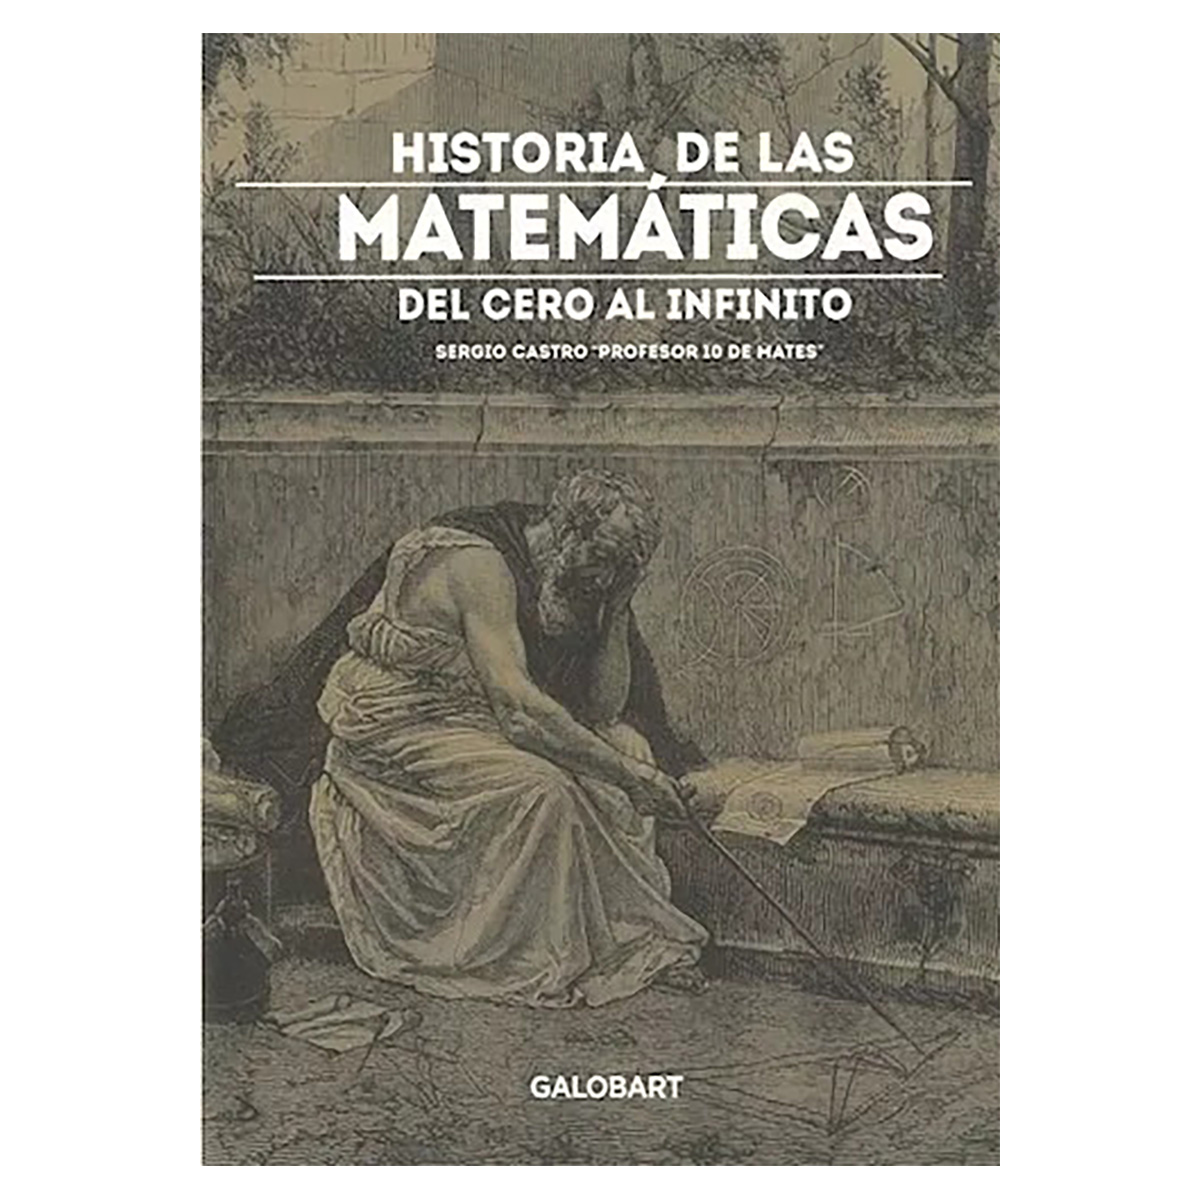 HISTORIA DE LAS
MATEMÁTICAS
DEL CERO AL INFINITO
SERGIO CASTRO "PROFESOR 10 DE MATES"
GALOBART